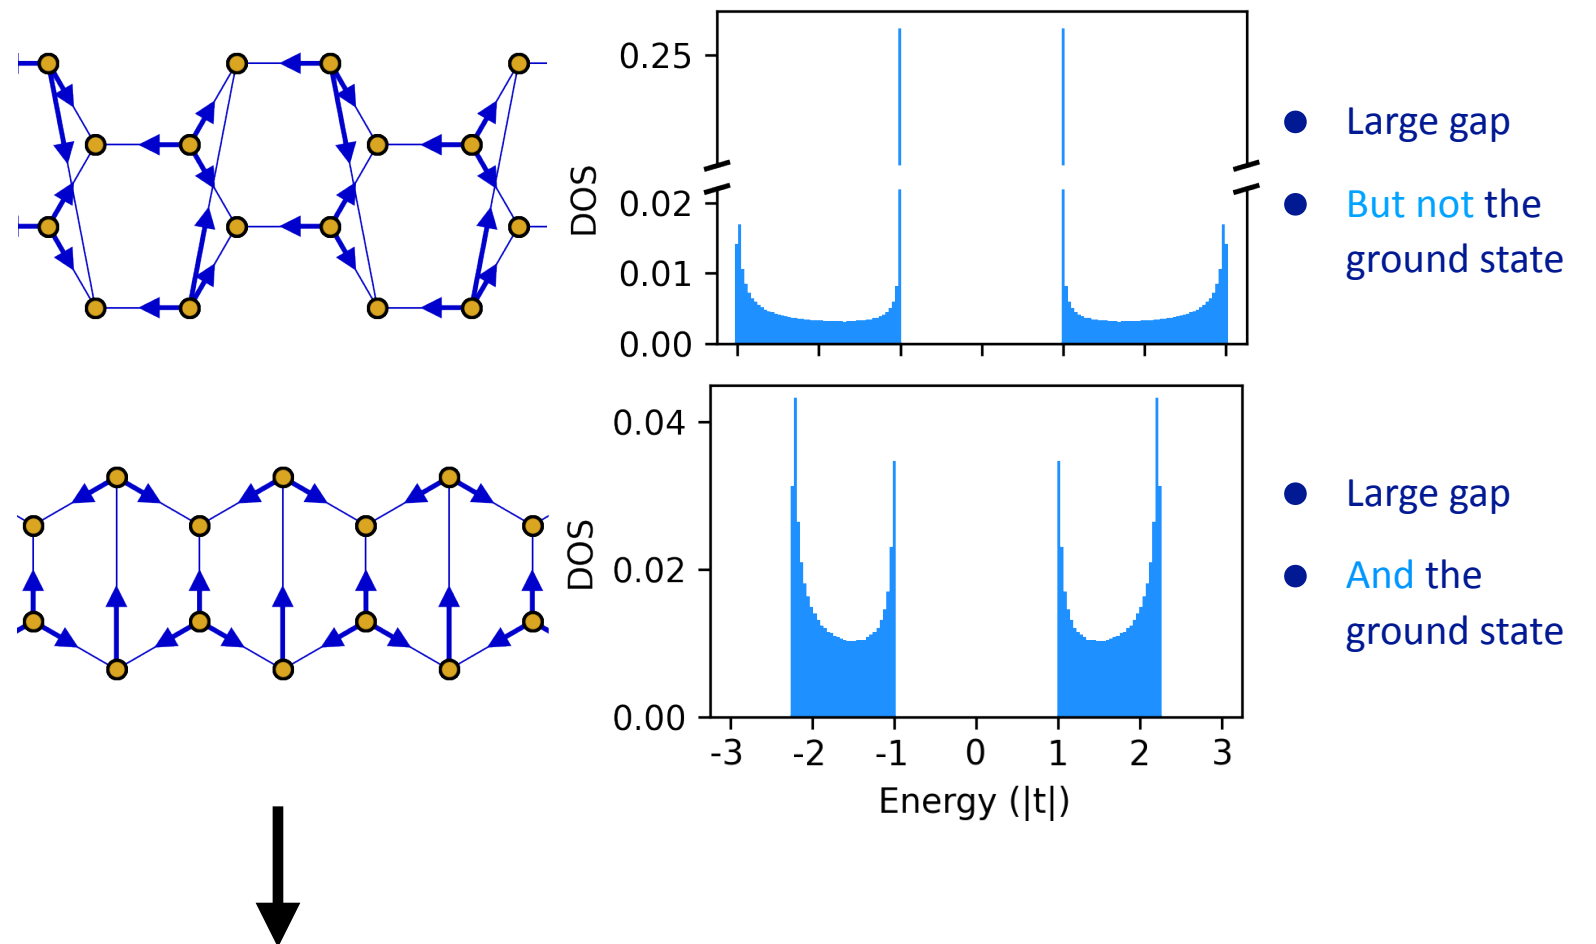 0.25
0.02
0.01
0.00
DOS
● Large gap
● But not the
ground state
0.04
0.02
0.00
DOS
-3 -2 -1 0 1 2 3
Energy (|t|)
● Large gap
● And the
ground state